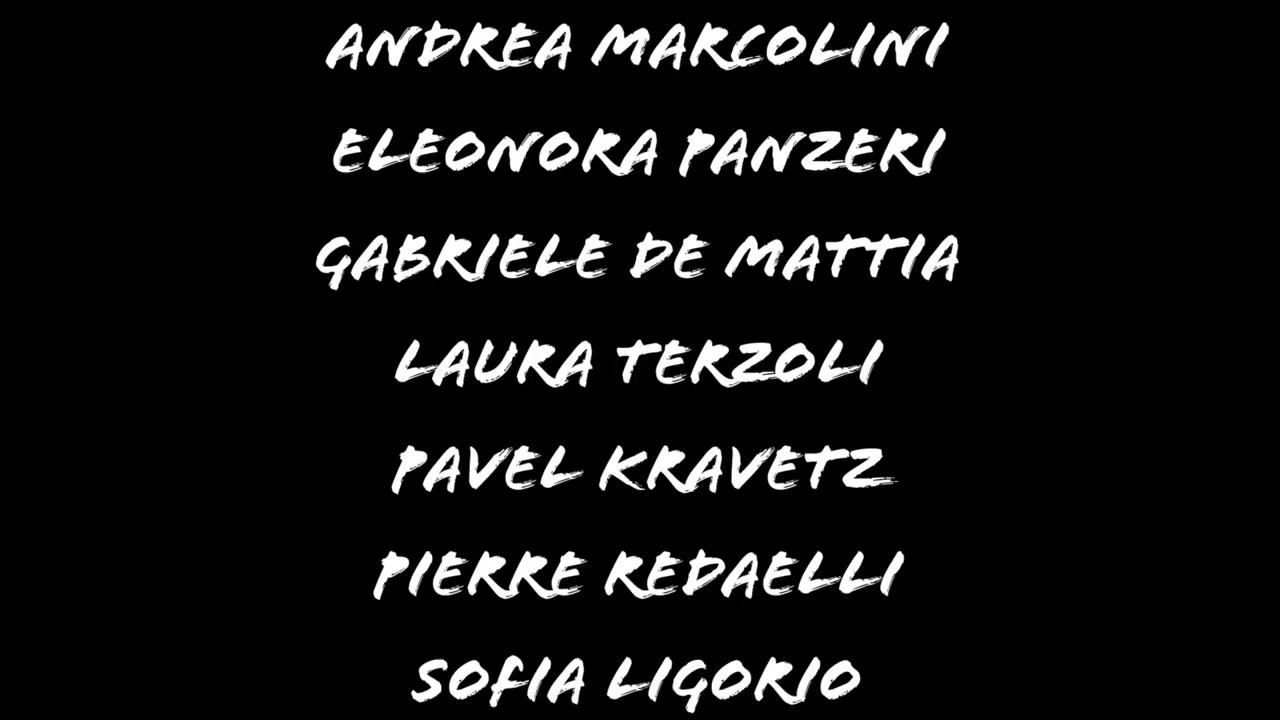 ANDREA MARCOLINI
ELEONORA PANZERI
GABRIELE DE MATTIA
LAURA TERZOLI
PAVEL KRAVETZ
PIERRE REDAELLI
SOFIA LIGORIO